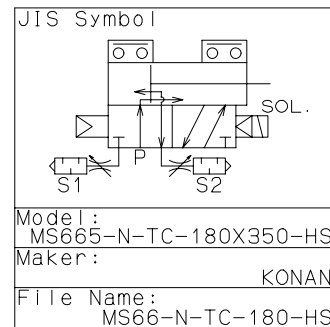 JIS Symbol
SOL.
P
S1
S2
Model:
MS665-N-TC-180X350-HS
Maker:
KONAN
File Name:
MS66-N-TC-180-HS